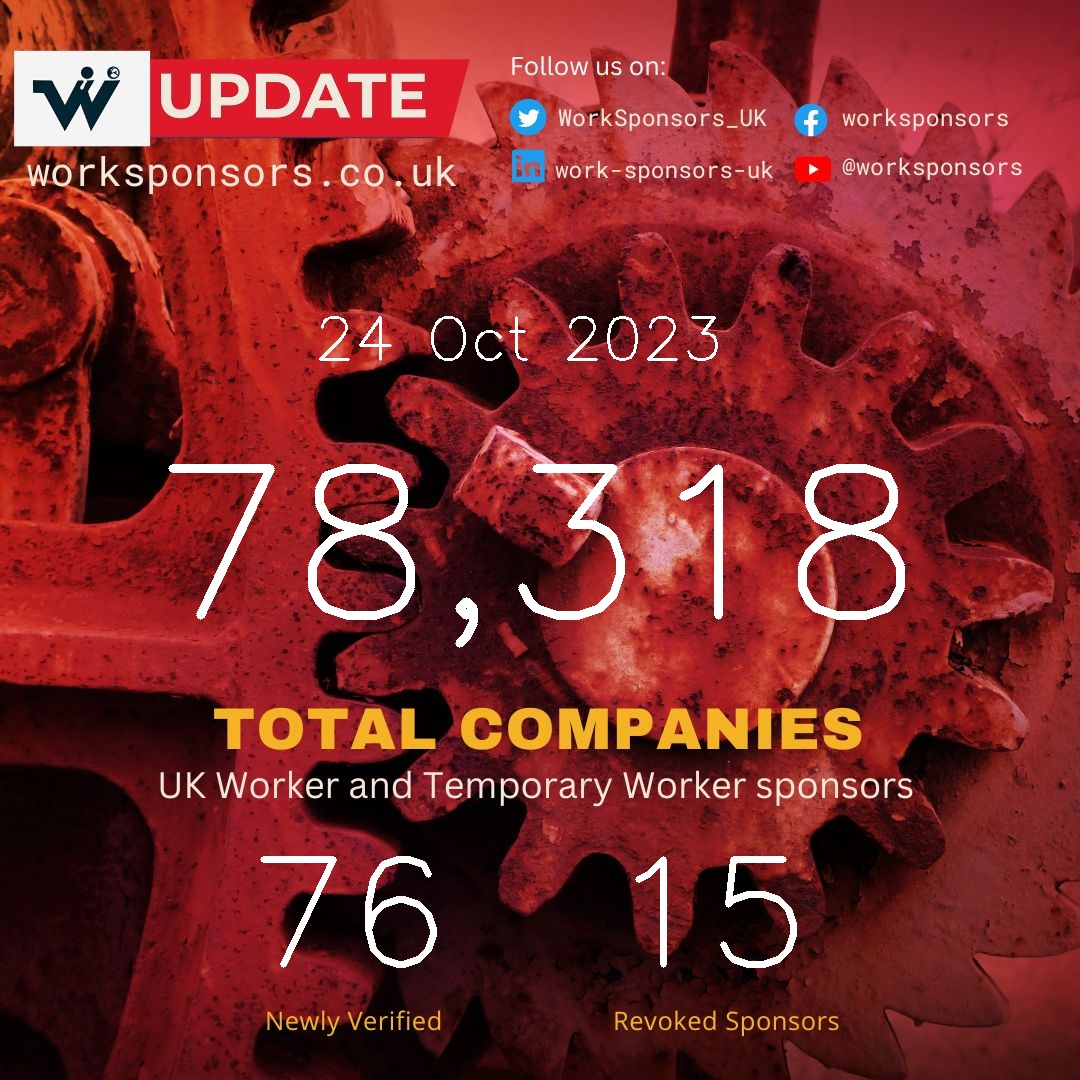 UPDATE
worksponsors.co.uk
Follow us on:
WorkSponsors_UK
worksponsors
work-sponsors-uk
@worksponsors
24 Oct 2023
78,318
TOTAL COMPANIES
UK Worker and Temporary Worker sponsors
76 15
Newly Verified Revoked Sponsors